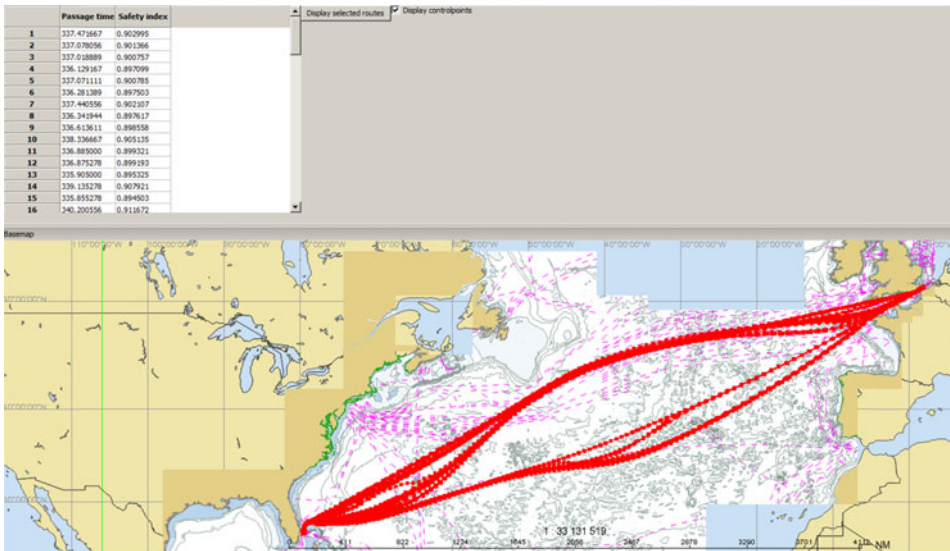 Passage time Safety index
1 337.471667 0.902995
2 337.078056 0.901366
3 337.018889 0.900757
4 336.129167 0.897099
5 337.071111 0.900785
6 336.281389 0.897503
7 337.440556 0.902107
8 336.341944 0.897617
9 336.613611 0.898558
10 338.336667 0.905135
11 336.885000 0.899321
12 336.875278 0.899193
13 335.905000 0.895325
14 339.135278 0.907921
15 335.855278 0.894503
16 340.200556 0.911672
Display selected routes Display controlpoints
Basemap
1 33 131 519
0 411 822 1234 1645 2056 2467 2878 3290 3701 4112 NM